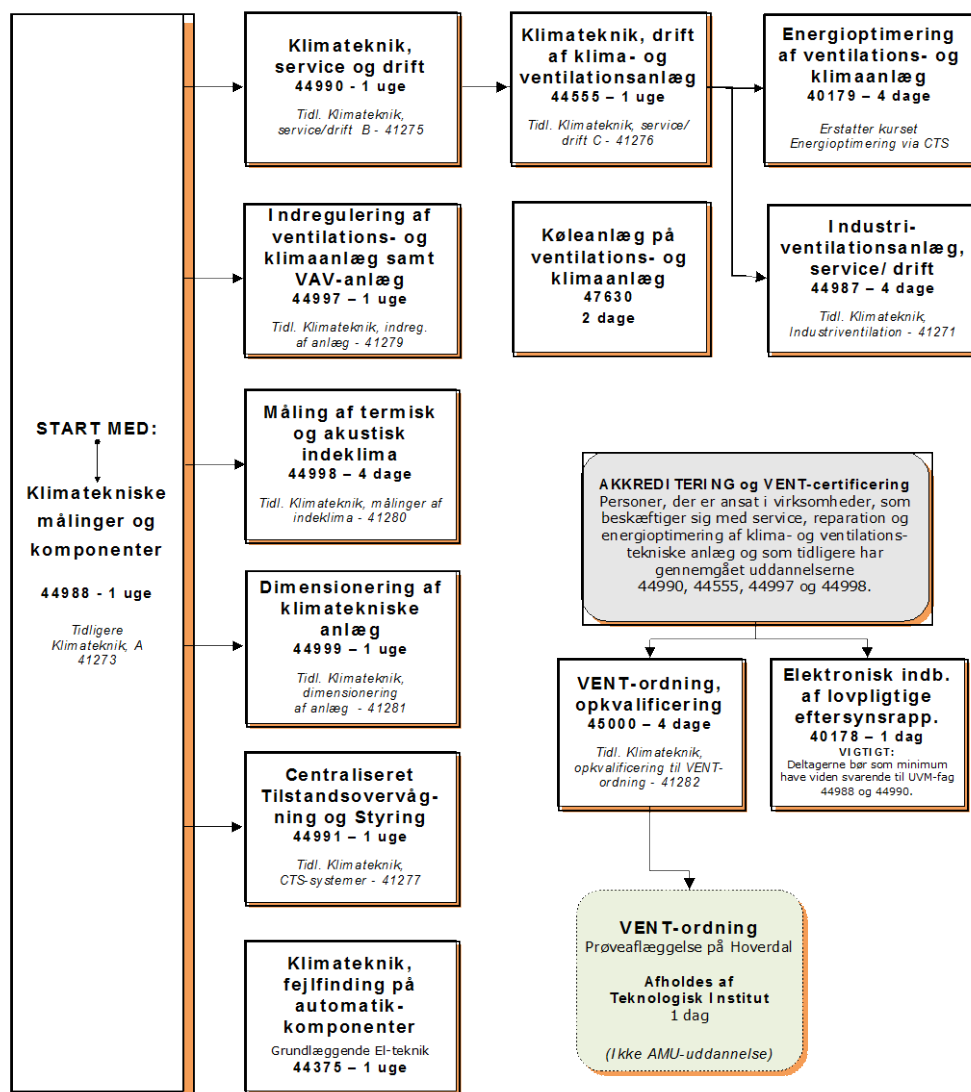 START MED:
Klimatekniske
målinger og
komponenter
44988 - 1 uge
Tidligere
Klimateknik, A
41273
Klimateknik,
service og drift
44990 - 1 uge
Tidl. Klimateknik,
service/drift B - 41275
Klimateknik, drift
af klima- og
ventilationsanlæg
44555 – 1 uge
Tidl. Klimateknik, service/
drift C - 41276
Energioptimering
af ventilations- og
klimaanlæg
40179 – 4 dage
Erstatter kurset
Energioptimering via CTS
Indregulering af
ventilations- og
klimaanlæg samt
VAV-anlæg
44997 – 1 uge
Tidl. Klimateknik, indreg.
af anlæg - 41279
Køleanlæg på
ventilations- og
klimaanlæg
47630
2 dage
Industri-
ventilationsanlæg,
service/ drift
44987 – 4 dage
Tidl. Klimateknik,
Industriventilation - 41271
Måling af termisk
og akustisk
indeklima
44998 – 4 dage
Tidl. Klimateknik, målinger af
indeklima - 41280
AKKREDITERING og VENT-certificering
Personer, der er ansat i virksomheder, som
beskæftiger sig med service, reparation og
energioptimering af klima- og ventilations-
tekniske anlæg og som tidligere har
gennemgået uddannelserne
44990, 44555, 44997 og 44998.
Dimensionering af
klimatekniske
anlæg
44999 – 1 uge
Tidl. Klimateknik,
dimensionering
af anlæg - 41281
VENT-ordning,
opkvalificering
45000 – 4 dage
Tidl. Klimateknik,
opkvalificering til VENT-
ordning - 41282
Elektronisk indb.
af lovpligtige
eftersynsrapp.
40178 – 1 dag
VIGTIGT:
Deltagerne bør som minimum
have viden svarende til UVM-fag
44988 og 44990.
Centraliseret
Tilstandsovervåg-
ning og Styring
44991 – 1 uge
Tidl. Klimateknik,
CTS-systemer - 41277
VENT-ordning
Prøveaflæggelse på Hoverdal
Afholdes af
Teknologisk Institut
1 dag
(Ikke AMU-uddannelse)
Klimateknik,
fejlfinding på
automatik-
komponenter
Grundlæggende El-teknik
44375 – 1 uge